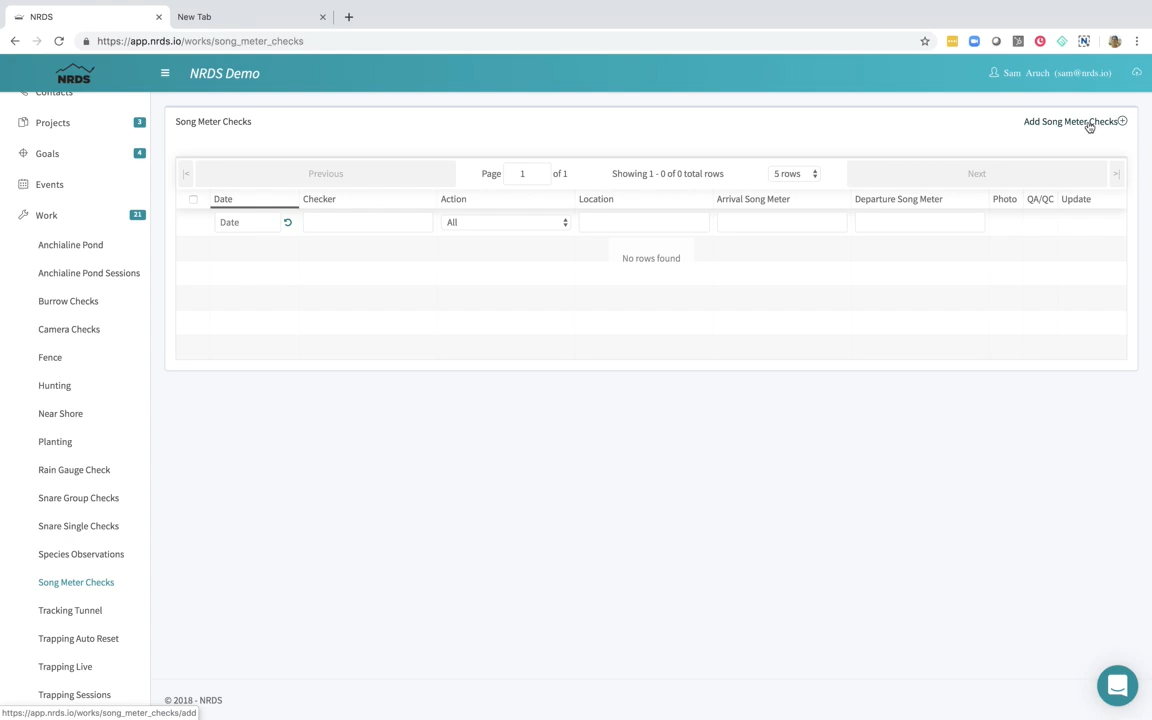 NRDS
New Tab
https://app.nrds.io/works/song_meter_checks
NRDS
NRDS Demo
Sam Aruch (sam@nrds.io)
Contacts
Projects 3
Goals 4
Events
Work 21
Anchialine Pond
Anchialine Pond Sessions
Burrow Checks
Camera Checks
Fence
Hunting
Near Shore
Planting
Rain Gauge Check
Snare Group Checks
Snare Single Checks
Species Observations
Song Meter Checks
Tracking Tunnel
Trapping Auto Reset
Trapping Live
Trapping Sessions
https://app.nrds.io/works/song_meter_checks/add
Song Meter Checks
Add Song Meter Checks
Previous Page 1 of 1 Showing 1 - 0 of 0 total rows 5 rows Next
Date Checker Action Location Arrival Song Meter Departure Song Meter Photo QA/QC Update
Date All
No rows found
© 2018 - NRDS